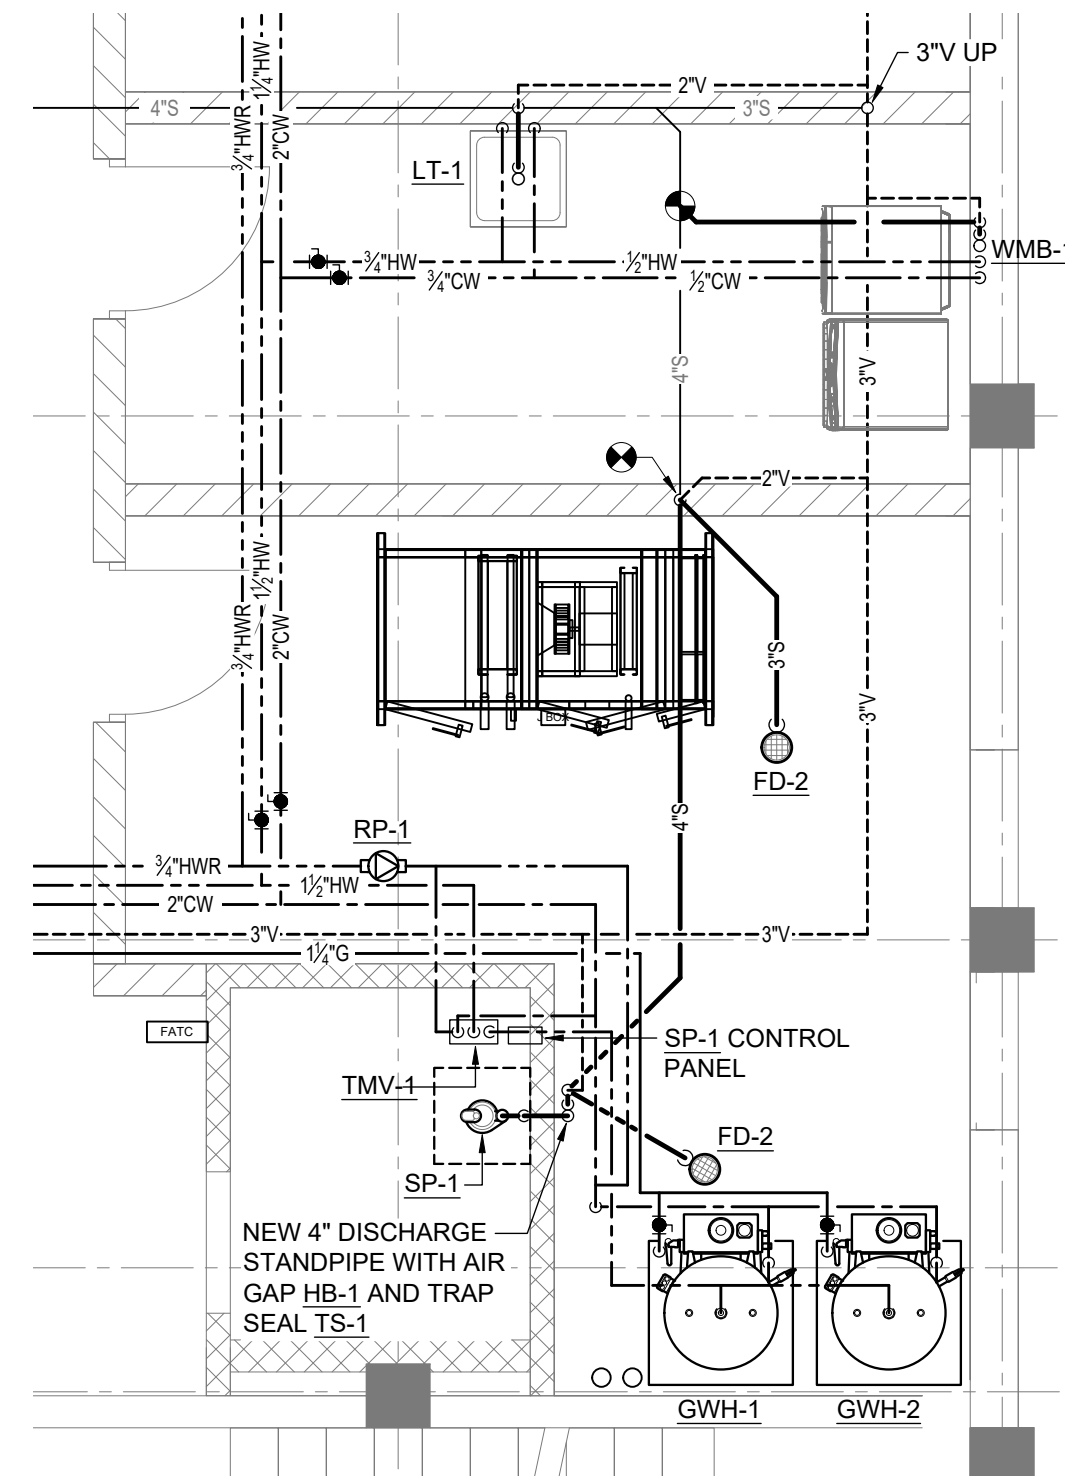 3"V UP
2"V
4"S
3"S
1¼"HW
¾"HWR
2"CW
LT-1
WMB-1
¾"HW
½"HW
¾"CW
½"CW
4"S
3"V
2"V
1½"HW
¾"HWR
2"CW
3"S
3"V
J BOX
FD-2
4"S
RP-1
¾"HWR
1½"HW
2"CW
3"V
3"V
1¼"G
FATC
SP-1 CONTROL
PANEL
TMV-1
FD-2
SP-1
NEW 4" DISCHARGE
STANDPIPE WITH AIR
GAP HB-1 AND TRAP
SEAL TS-1
GWH-1
GWH-2